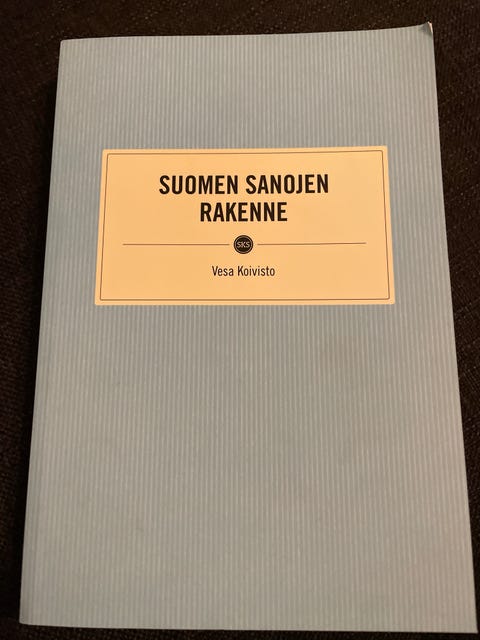 SUOMEN SANOJEN
RAKENNE
SKS
Vesa Koivisto